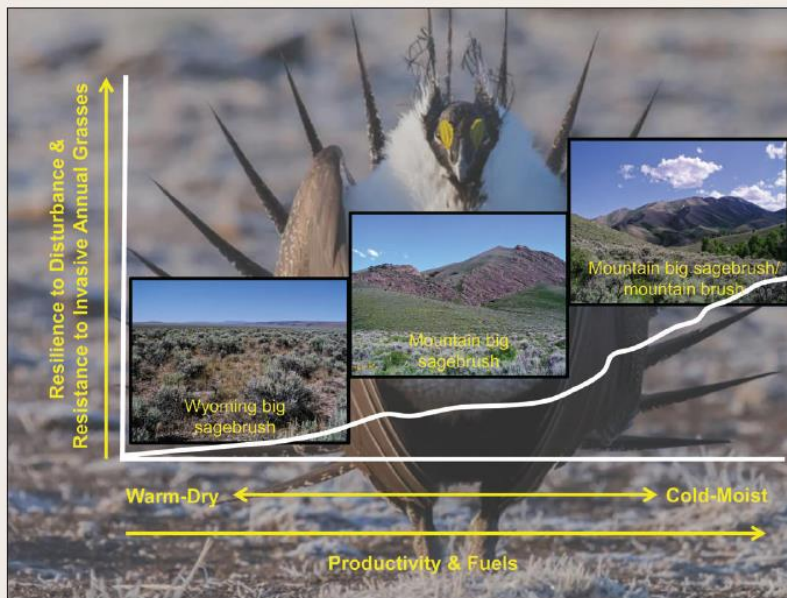 Resilience to Disturbance &
Resistance to Invasive Annual Grasses
Wyoming big
sagebrush
Mountain big
sagebrush
Mountain big sagebrush/
mountain brush
Warm-Dry
Cold-Moist
Productivity & Fuels